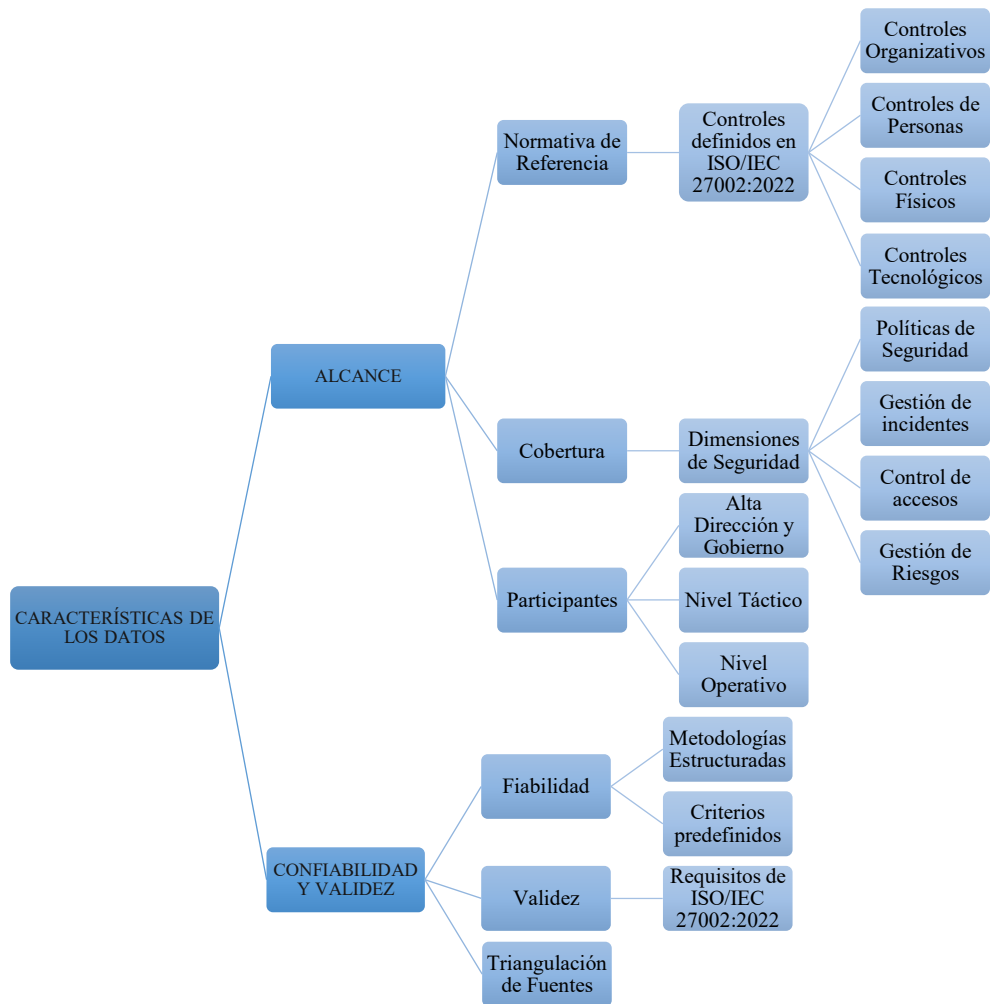 CARACTERÍSTICAS DE
LOS DATOS
ALCANCE
Normativa de
Referencia
Controles
definidos en
ISO/IEC
27002:2022
Controles
Organizativos
Controles de
Personas
Controles
Físicos
Controles
Tecnológicos
Cobertura
Dimensiones
de Seguridad
Políticas de
Seguridad
Gestión de
incidentes
Control de
accesos
Gestión de
Riesgos
Participantes
Alta
Dirección y
Gobierno
Nivel Táctico
Nivel
Operativo
CONFIABILIDAD
Y VALIDEZ
Fiabilidad
Metodologías
Estructuradas
Criterios
predefinidos
Validez
Requisitos de
ISO/IEC
27002:2022
Triangulación
de Fuentes